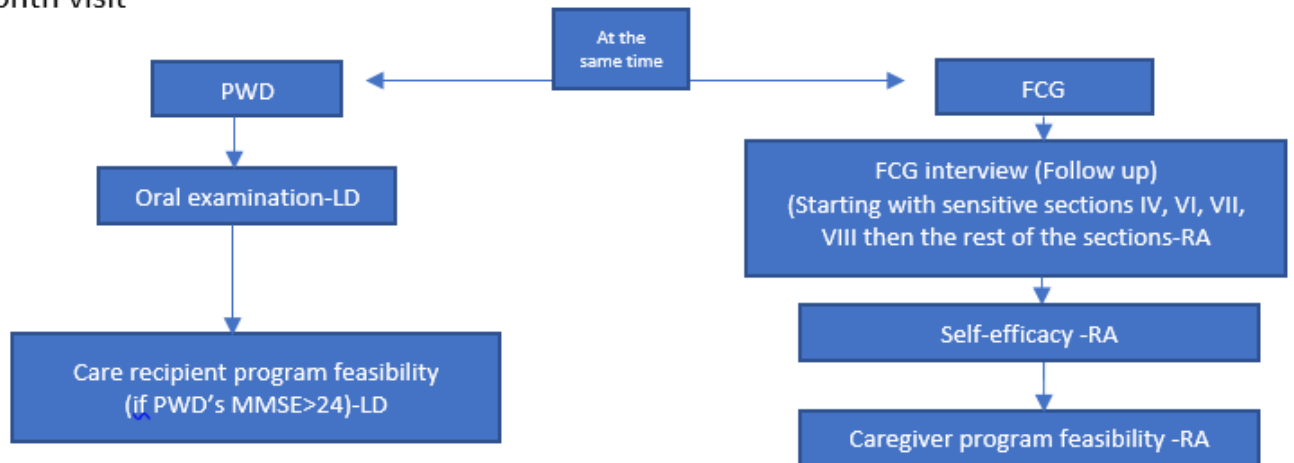 onth visit
At the
same time
PWD
FCG
Oral examination-LD
FCG interview (Follow up)
(Starting with sensitive sections IV, VI, VII,
VIII then the rest of the sections-RA
Self-efficacy -RA
Care recipient program feasibility
(if PWD’s MMSE>24)-LD
Caregiver program feasibility -RA